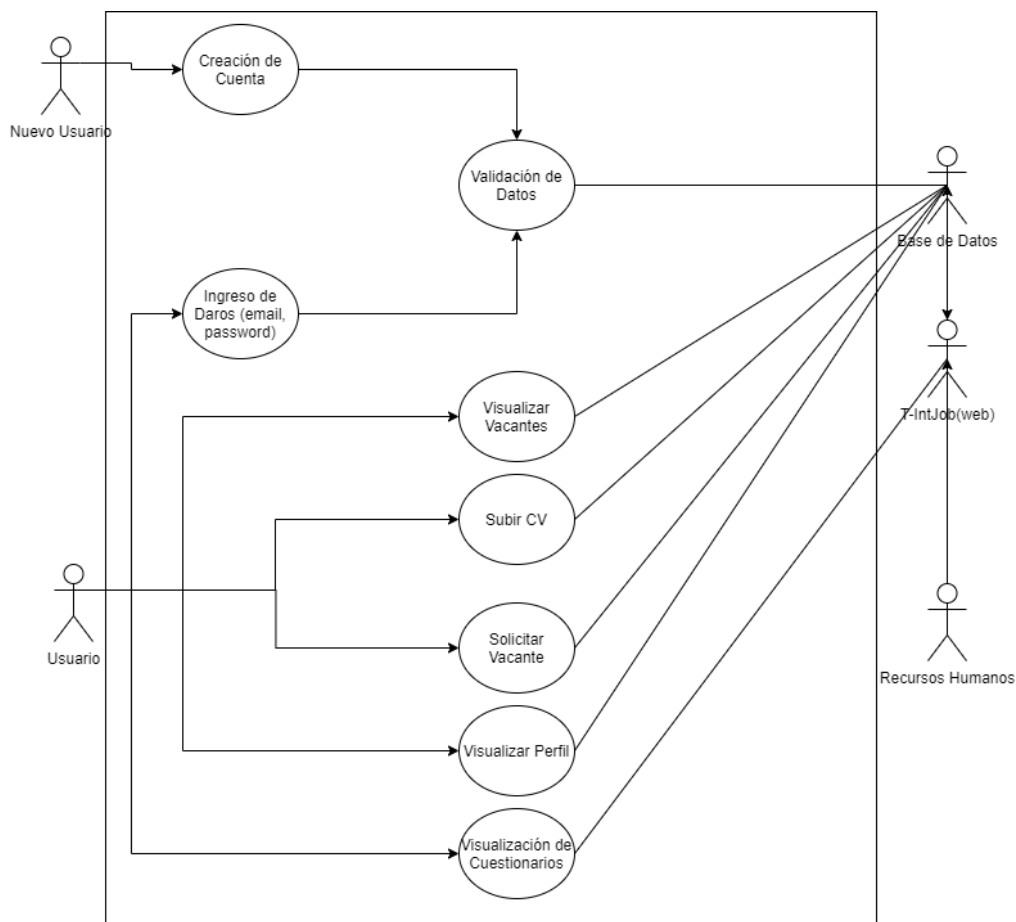 Creación de
Cuenta
Nuevo Usuario
Validación de
Datos
Base de Datos
Ingreso de
Daros (email,
password)
Visualizar
Vacantes
T-IntJob(web)
Subir CV
Usuario
Solicitar
Vacante
Recursos Humanos
Visualizar Perfil
Visualización de
Cuestionarios